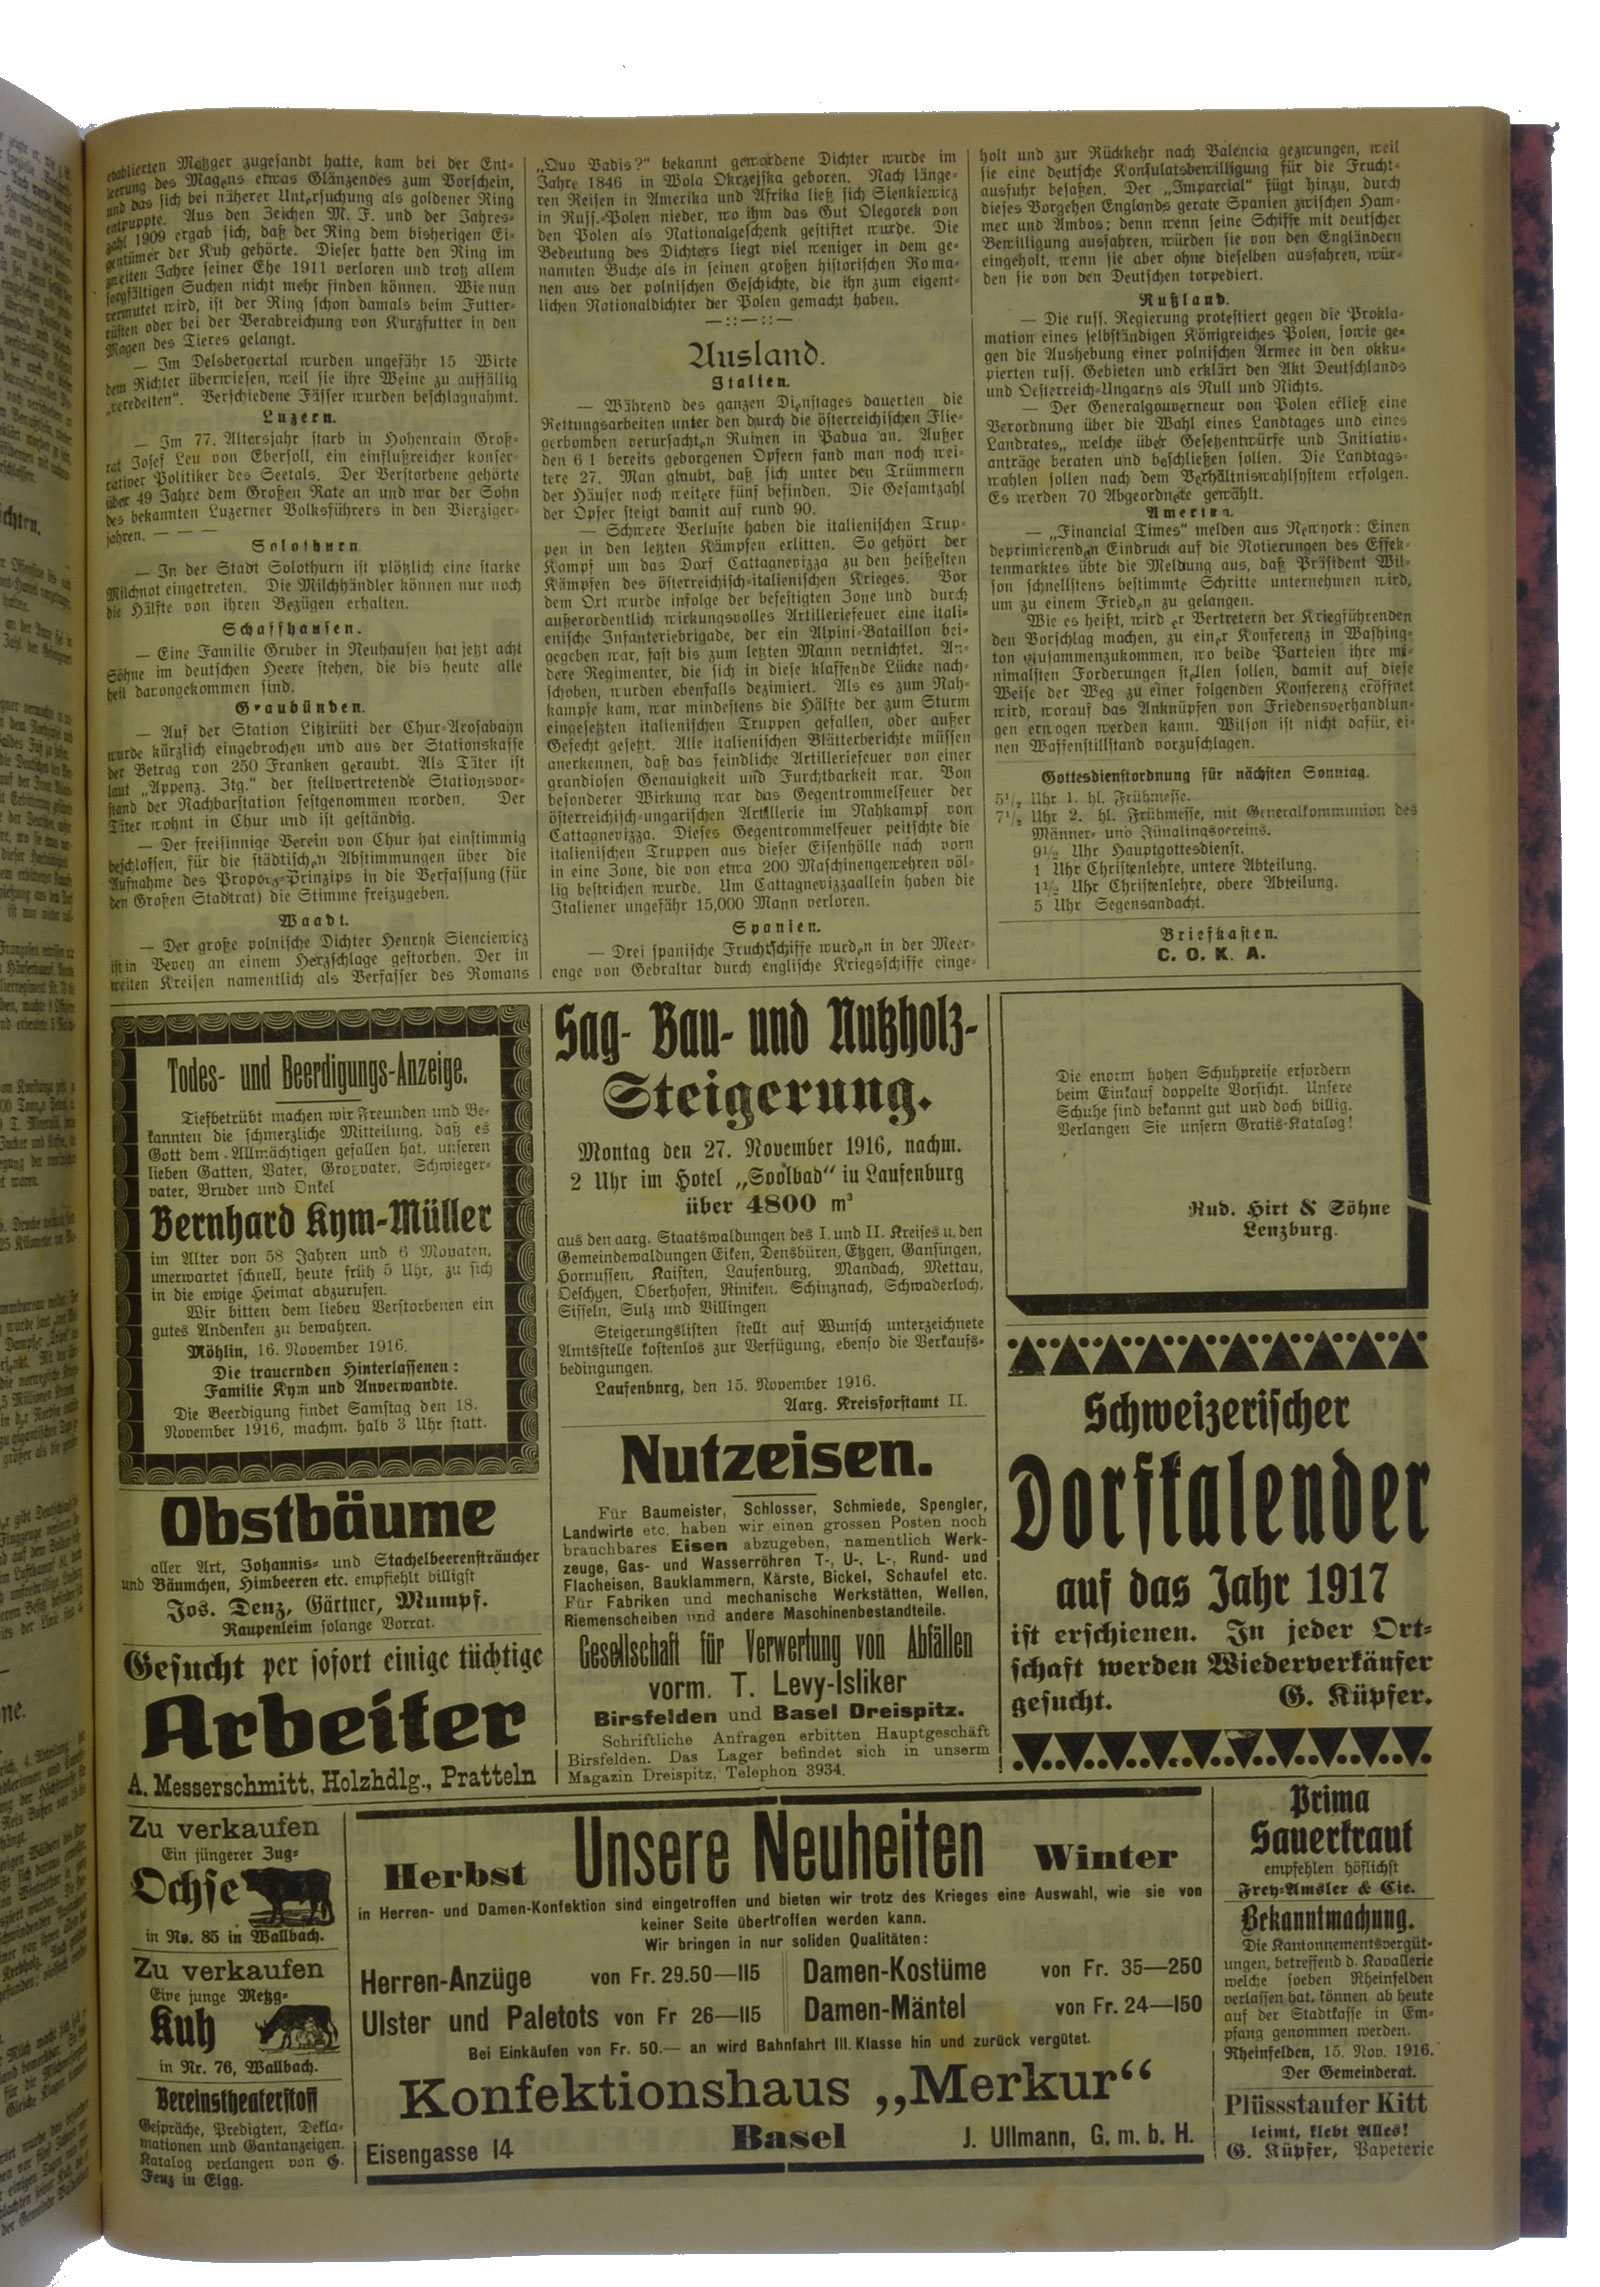 etablierten Metzger zugesandt hatte, kam bei der Ent-
leerung des Magens etwas Glänzendes zum Vorschein,
und das sich bei näherer Untersuchung als goldener Ring
entpuppte. Aus den Zeichen M. F. und der Jahres-
zahl 1909 ergab sich, daß der Ring dem bisherigen Ei-
gentümer der Kuh gehörte. Dieser hatte den Ring im
zweiten Jahre seiner Ehe 1911 verloren und trotz allem
sorgfältigen Suchen nicht mehr finden können. Wie nun
vermutet wird, ist der Ring schon damals beim Futter-
rüsten oder bei der Verabreichung von Kurzfutter in den
Magen des Tieres gelangt.
— Im Delsbergertal wurden ungefähr 15 Wirte
dem Richter überwiesen, weil sie ihre Weine zu auffällig
„veredelten“. Verschiedene Fässer wurden beschlagnahmt.
Luzern.
— Im 77. Altersjahr starb in Hohenrain Groß-
rat Josef Leu von Ebersoll, ein einflußreicher konser-
vativer Politiker des Seetals. Der Verstorbene gehörte
über 49 Jahre dem Großen Rate an und war der Sohn
des bekannten Luzerner Volksführers in den Vierziger-
jahren. — — —
Solothurn
— In der Stadt Solothurn ist plötzlich eine starke
Milchnot eingetreten. Die Milchhändler können nur noch
die Hälfte von ihren Bezügen erhalten.
Schaffhausen.
— Eine Familie Gruber in Neuhausen hat jetzt acht
Söhne im deutschen Heere stehen, die bis heute alle
heil davongekommen sind.
Graubünden.
— Auf der Station Litzirüti der Chur-Arosabahn
wurde kürzlich eingebrochen und aus der Stationskasse
der Betrag von 250 Franken geraubt. Als Täter ist
laut „Appenz. Ztg.“ der stellvertretende Stationsvor-
stand der Nachbarstation festgenommen worden. Der
Täter wohnt in Chur und ist geständig.
— Der freisinnige Verein von Chur hat einstimmig
beschlossen, für die städtischen Abstimmungen über die
Aufnahme des Proporz-Prinzips in die Verfassung (für
den Großen Stadtrat) die Stimme freizugeben.
Waadt.
— Der große polnische Dichter Henryk Sienciewicz
ist in Vevey an einem Herzschlage gestorben. Der in
weiten Kreisen namentlich als Verfasser des Romans
„Quo Vadis?“ bekannt gewordene Dichter wurde im
Jahre 1846 in Wola Okrzejska geboren. Nach länge-
ren Reisen in Amerika und Afrika ließ sich Sienkiewicz
in Russ.-Polen nieder, wo ihm das Gut Olegorek von
den Polen als Nationalgeschenk gestiftet wurde. Die
Bedeutung des Dichters liegt viel weniger in dem ge-
nannten Buche als in seinen großen historischen Roma-
nen aus der polnischen Geschichte, die ihn zum eigent-
lichen Nationaldichter der Polen gemacht haben.
—::—::—
Ausland.
Italien.
— Während des ganzen Dienstages dauerten die
Rettungsarbeiten unter den durch die österreichischen Flie-
gerbomben verursachten Ruinen in Padua an. Außer
den 61 bereits geborgenen Opfern fand man noch wei-
tere 27. Man glaubt, daß sich unter den Trümmern
der Häuser noch weitere fünf befinden. Die Gesamtzahl
der Opfer steigt damit auf rund 90.
— Schwere Verluste haben die italienischen Trup-
pen in den letzten Kämpfen erlitten. So gehört der
Kampf um das Dorf Cattagnevizza zu den heißesten
Kämpfen des österreichisch-italienischen Krieges. Vor
dem Ort wurde infolge der befestigten Zone und durch
außerordentlich wirkungsvolles Artilleriefeuer eine itali-
enische Infanteriebrigade, der ein Alpini-Bataillon bei-
gegeben war, fast bis zum letzten Mann vernichtet. An-
dere Regimenter, die sich in diese klaffende Lücke nach-
schoben, wurden ebenfalls dezimiert. Als es zum Nah-
kampfe kam, war mindestens die Hälfte der zum Sturm
eingesetzten italienischen Truppen gefallen, oder außer
Gefecht gesetzt. Alle italienischen Blätterberichte müssen
anerkennen, daß das feindliche Artilleriefeuer von einer
grandiosen Genauigkeit und Furchtbarkeit war. Von
besonderer Wirkung war das Gegentrommelfeuer der
österreichisch-ungarischen Artillerie im Nahkampf von
Cattagnevizza. Dieses Gegentrommelfeuer peitschte die
italienischen Truppen aus dieser Eisenhölle nach vorn
in eine Zone, die von etwa 200 Maschinengewehren völ-
lig bestrichen wurde. Um Cattagnevizza allein haben die
Italiener ungefähr 15,000 Mann verloren.
Spanien.
— Drei spanische Fruchtschiffe wurden in der Meer-
enge von Gebraltar durch englische Kriegsschiffe einge-
holt und zur Rückkehr nach Valencia gezwungen, weil
sie eine deutsche Konsulatsbewilligung für die Frucht-
ausfuhr besaßen. Der „Imparcial“ fügt hinzu, durch
dieses Vorgehen Englands gerate Spanien zwischen Ham-
mer und Ambos; denn wenn seine Schiffe mit deutscher
Bewilligung ausfahren, würden sie von den Engländern
eingeholt, wenn sie aber ohne dieselben ausfahren, wür-
den sie von den Deutschen torpediert.
Rußland.
— Die russ. Regierung protestiert gegen die Prokla-
mation eines selbständigen Königreiches Polen, sowie ge-
gen die Aushebung einer polnischen Armee in den okku-
pierten russ. Gebieten und erklärt den Akt Deutschlands
und Oesterreich-Ungarns als Null und Nichts.
— Der Generalgouverneur von Polen erließ eine
Verordnung über die Wahl eines Landtages und eines
Landrates„ welche über Gesetzentwürfe und Initiativ-
anträge beraten und beschließen sollen. Die Landtags-
wahlen sollen nach dem Verhältniswahlsystem erfolgen.
Es werden 70 Abgeordnete gewählt.
Amerika.
— „Financial Times“ melden aus Newyork: Einen
deprimierenden Eindruck auf die Notierungen des Effek-
tenmarktes übte die Meldung aus, daß Präsident Wil-
son schnellstens bestimmte Schritte unternehmen wird,
um zu einem Frieden zu gelangen.
Wie es heißt, wird er Vertretern der Kriegführenden
den Vorschlag machen, zu einer Konferenz in Washing-
ton zusammenzukommen, wo beide Parteien ihre mi-
nimalsten Forderungen stellen sollen, damit auf diese
Weise der Weg zu einer folgenden Konferenz eröffnet
wird, worauf das Anknüpfen von Friedensverhandlun-
gen erwogen werden kann. Wilson ist nicht dafür, ei-
nen Waffenstillstand vorzuschlagen.
Gottesdienstordnung für nächsten Sonntag.
5½ Uhr 1. hl. Frühmesse.
7½ Uhr 2. hl. Frühmesse, mit Generalkommunion des
Männer- und Jünglingsvereins.
9½ Uhr Hauptgottesdienst.
1 Uhr Christenlehre, untere Abteilung.
1½ Uhr Christenlehre, obere Abteilung.
5 Uhr Segensandacht.
Briefkasten.
C. O. K. A.
Todes- und Beerdigungs-Anzeige.
Tiefbetrübt machen wir Freunden und Be-
kannten die schmerzliche Mitteilung, daß es
Gott dem Allmächtigen gefallen hat, unseren
lieben Gatten, Vater, Großvater, Schwieger-
vater, Bruder und Onkel
Bernhard Kym-Müller
im Alter von 58 Jahren und 6 Monaten,
unerwartet schnell, heute früh 5 Uhr, zu sich
in die ewige Heimat abzurufen.
Wir bitten dem lieben Verstorbenen ein
gutes Andenken zu bewahren.
Möhlin, 16. November 1916.
Die trauernden Hinterlassenen:
Familie Kym und Anverwandte.
Die Beerdigung findet Samstag den 18.
November 1916, machm. halb 3 Uhr statt.
Obstbäume
aller Art, Johannis- und Stachelbeerensträucher
und Bäumchen, Himbeeren etc. empfiehlt billigst
Jos. Denz, Gärtner, Mumpf.
Raupenleim solange Vorrat.
Gesucht per sofort einige tüchtige
Arbeiter
A. Messerschmitt, Holzhdlg., Pratteln
Sag- Bau- und Nutzholz-
Steigerung.
Montag den 27. November 1916, nachm.
2 Uhr im Hotel „Soolbad“ in Laufenburg
über 4800 m³
aus den aarg. Staatswaldungen des I. und II. Kreises u. den
Gemeindewaldungen Eiken, Densbüren, Etzgen, Gansingen,
Hornussen, Kaisten, Laufenburg, Mandach, Mettau,
Oeschgen, Oberhofen, Riniken, Schinznach, Schwaderloch,
Sisseln, Sulz und Villingen
Steigerungslisten stellt auf Wunsch unterzeichnete
Amtsstelle kostenlos zur Verfügung, ebenso die Verkaufs-
bedingungen.
Laufenburg, den 15. November 1916.
Aarg. Kreisforstamt II.
Nutzeisen.
Für Baumeister, Schlosser, Schmiede, Spengler,
Landwirte etc. haben wir einen grossen Posten noch
brauchbares Eisen abzugeben, namentlich Werk-
zeuge, Gas- und Wasserröhren T-, U-, L-, Rund- und
Flacheisen, Bauklammern, Kärste, Bickel, Schaufel etc.
Für Fabriken und mechanische Werkstätten, Wellen,
Riemenscheiben und andere Maschinenbestandteile.
Gesellschaft für Verwertung von Abfällen
vorm. T. Levy-Isliker
Birsfelden und Basel Dreispitz.
Schriftliche Anfragen erbitten Hauptgeschäft
Birsfelden. Das Lager befindet sich in unserm
Magazin Dreispitz, Telephon 3934.
Die enorm hohen Schuhpreise erfordern
beim Einkauf doppelte Vorsicht. Unsere
Schuhe sind bekannt gut und doch billig.
Verlangen Sie unsern Gratis-Katalog!
Rud. Hirt & Söhne
Lenzburg.
Schweizerischer
Dorfkalender
auf das Jahr 1917
ist erschienen. In jeder Ort-
schaft werden Wiederverkäufer
gesucht. G. Küpfer.
Zu verkaufen
Ein jüngerer Zug-
Ochse
in No. 85 in Wallbach.
Zu verkaufen
Eine junge Metzg-
Kuh
in Nr. 76, Wallbach.
Vereinstheaterstoff
Gespräche, Predigten, Dekla-
mationen und Gantanzeigen.
Katalog verlangen von G.
Fenz in Elgg.
Unsere Neuheiten
Herbst Winter
in Herren- und Damen-Konfektion sind eingetroffen und bieten wir trotz des Krieges eine Auswahl, wie sie von
keiner Seite übertroffen werden kann.
Wir bringen in nur soliden Qualitäten:
Herren-Anzüge von Fr. 29.50—115
Ulster und Paletots von Fr 26—115
Damen-Kostüme von Fr. 35—250
Damen-Mäntel von Fr. 24—150
Bei Einkäufen von Fr. 50.— an wird Bahnfahrt III. Klasse hin und zurück vergütet.
Konfektionshaus „Merkur“
Basel
Eisengasse 14 J. Ullmann, G. m. b. H.
Prima
Sauerkraut
empfehlen höflichst
Frey-Amsler & Cie.
Bekanntmachung.
Die Kantonnementsvergüt-
ungen, betreffend d. Kavallerie
welche soeben Rheinfelden
verlassen hat, können ab heute
auf der Stadtkasse in Em-
pfang genommen werden.
Rheinfelden, 15. Nov. 1916.
Der Gemeinderat.
Plüssstaufer Kitt
leimt, klebt Alles!
G. Küpfer, Papeterie